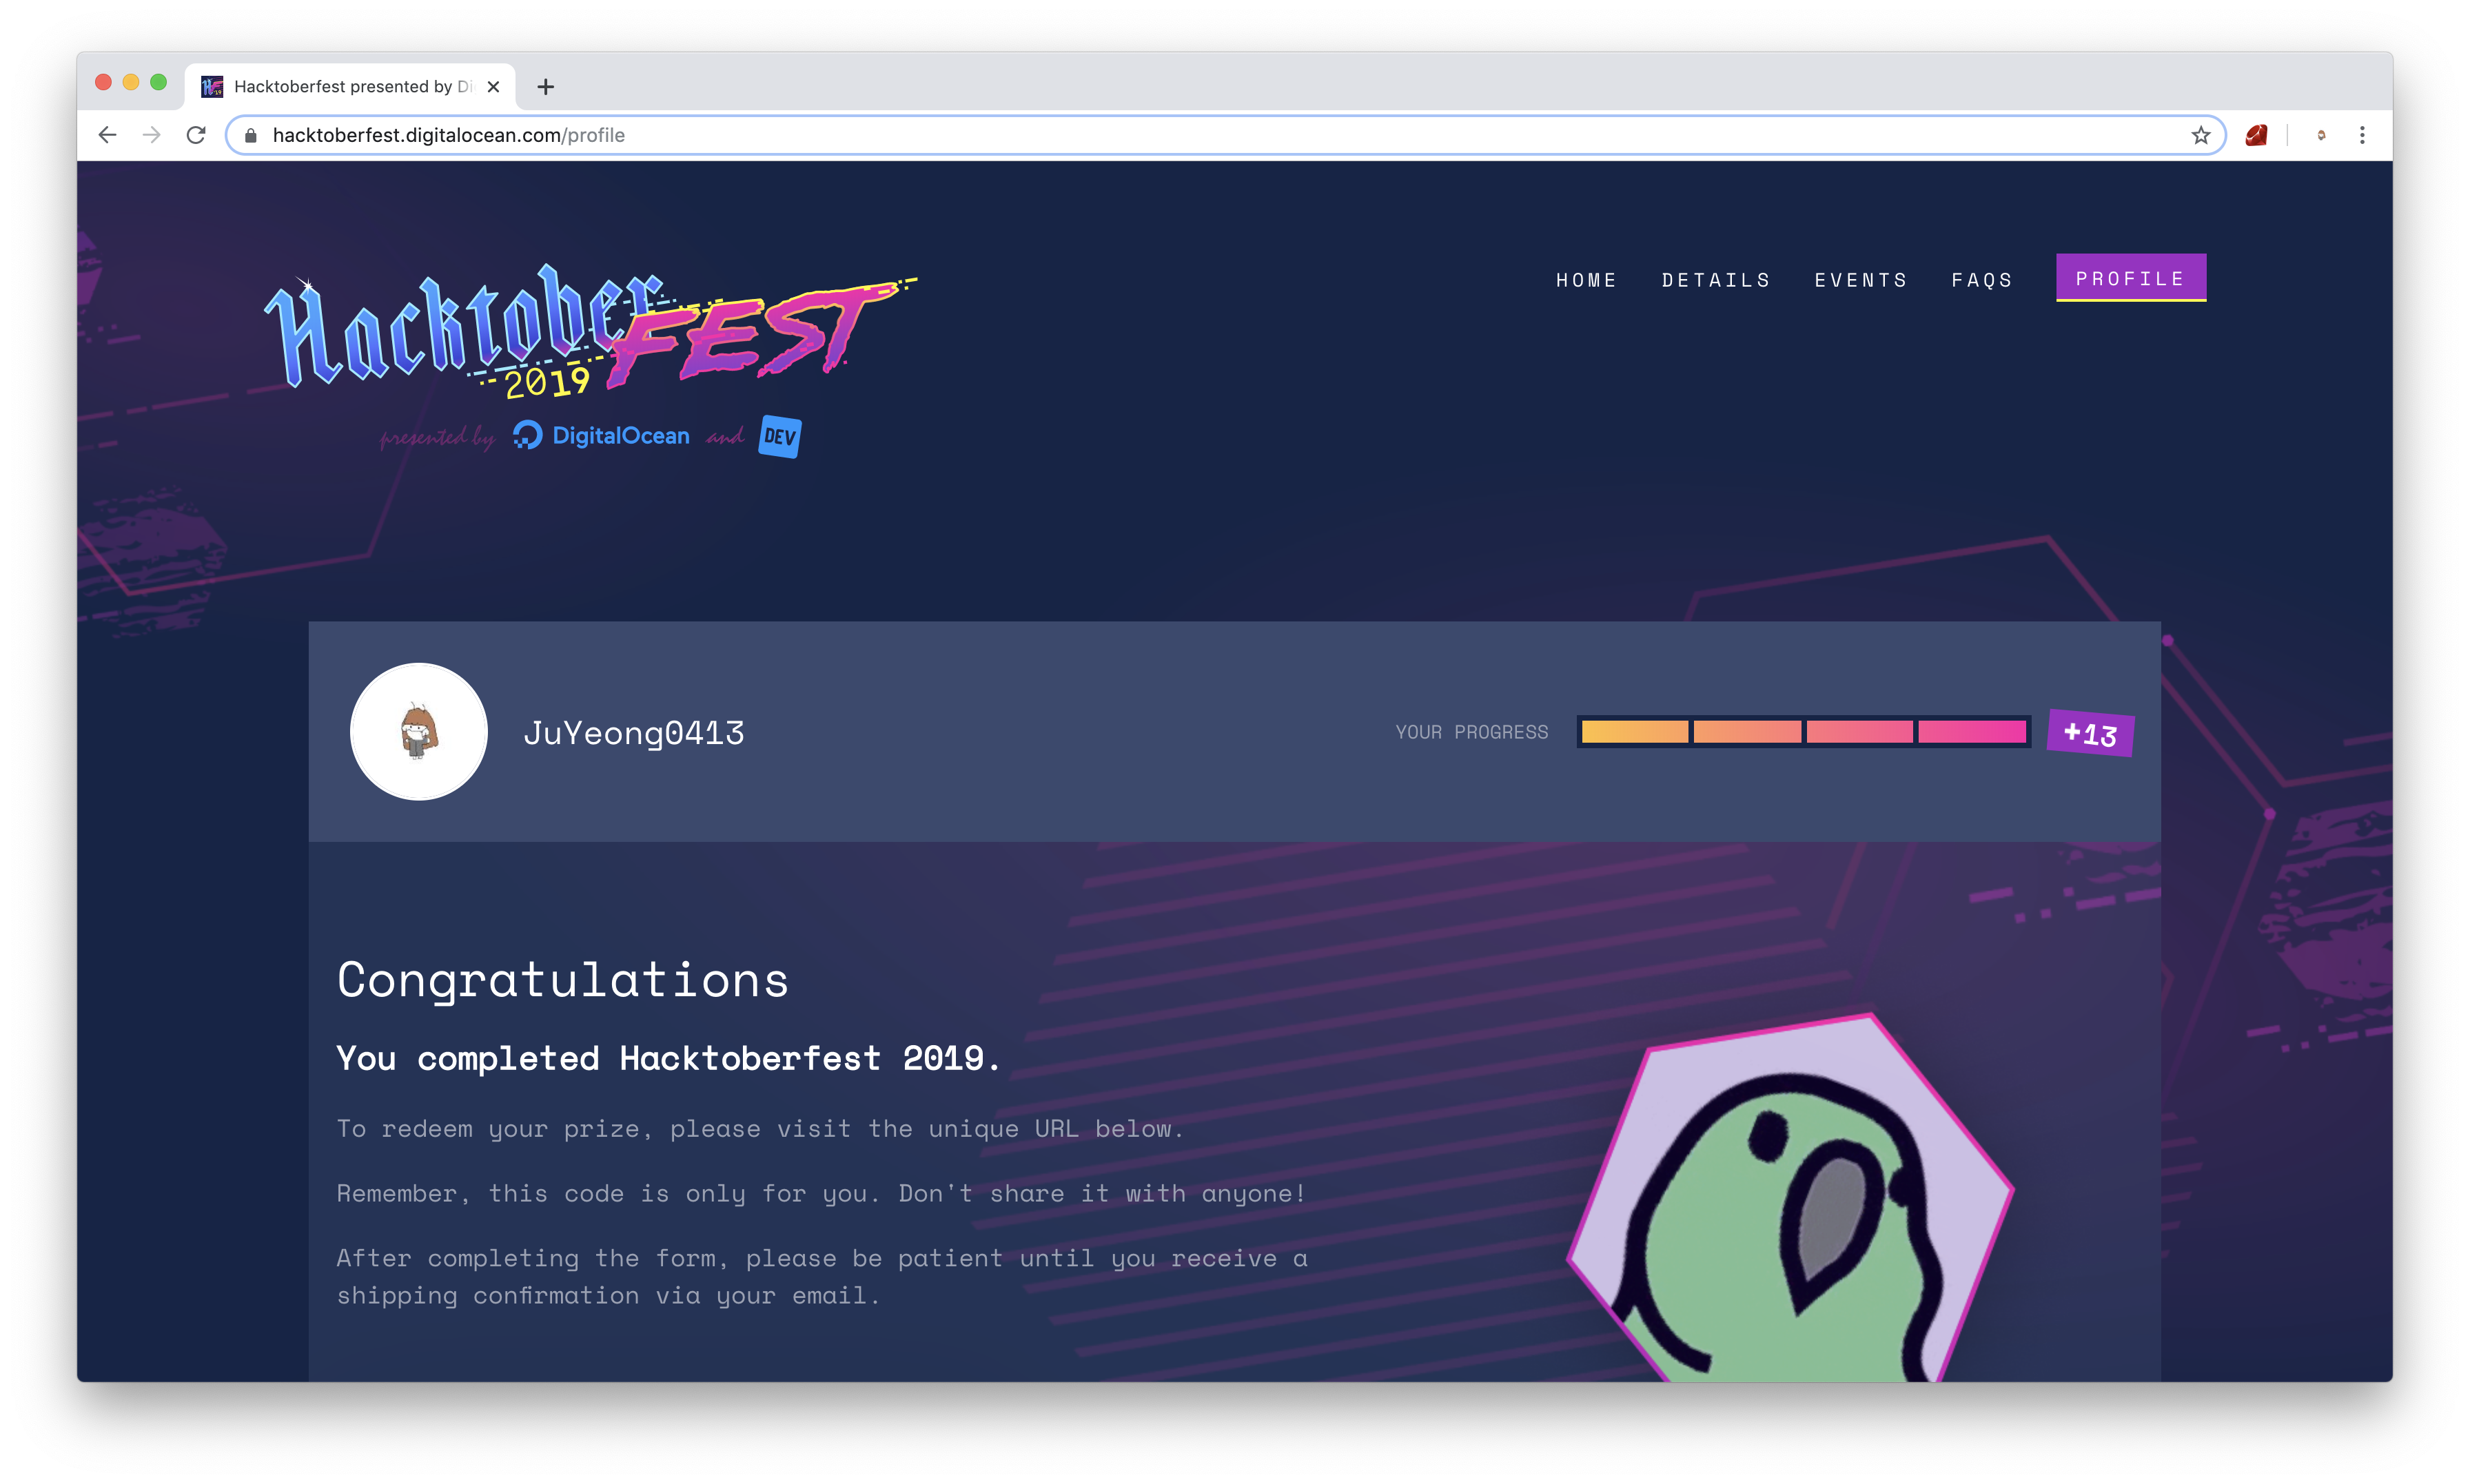 Hacktoberfest presented by Di
hacktoberfest.digitalocean.com/profile
Hacktober FEST
2019
presented by DigitalOcean and DEV
HOME DETAILS EVENTS FAQS PROFILE
JuYeong0413
YOUR PROGRESS +13
Congratulations
You completed Hacktoberfest 2019.
To redeem your prize, please visit the unique URL below.
Remember, this code is only for you. Don't share it with anyone!
After completing the form, please be patient until you receive a
shipping confirmation via your email.